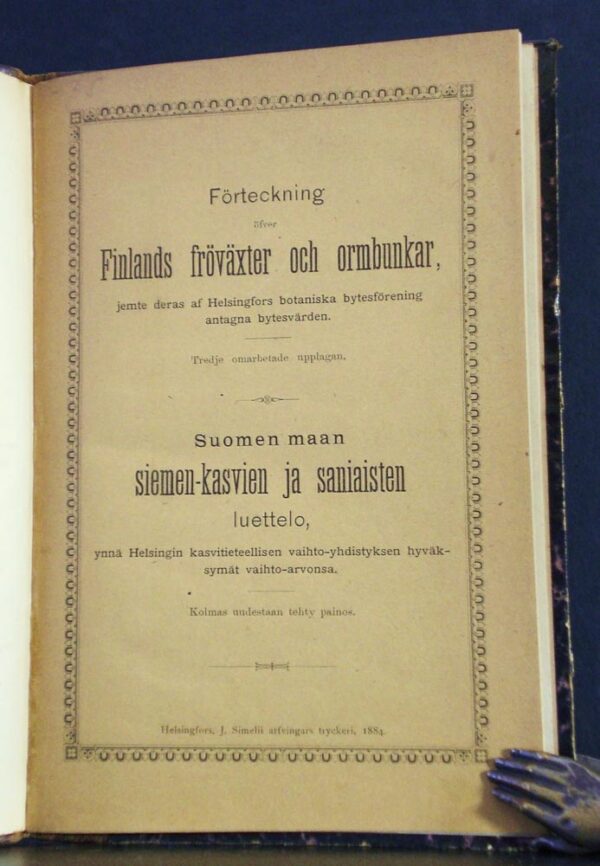 Förteckning
öfver
Finlands fröväxter och ormbunkar,
jemte deras af Helsingfors botaniska bytesförening
antagna bytesvärden.
Tredje omarbetade upplagan.
Suomen maan
siemen-kasvien ja saniaisten
luettelo,
ynnä Helsingin kasvitieteellisen vaihto-yhdistyksen hyväk-
symät vaihto-arvonsa.
Kolmas uudestaan tehty painos.
Helsingfors, J. Simelii arfvingars tryckeri, 1884.